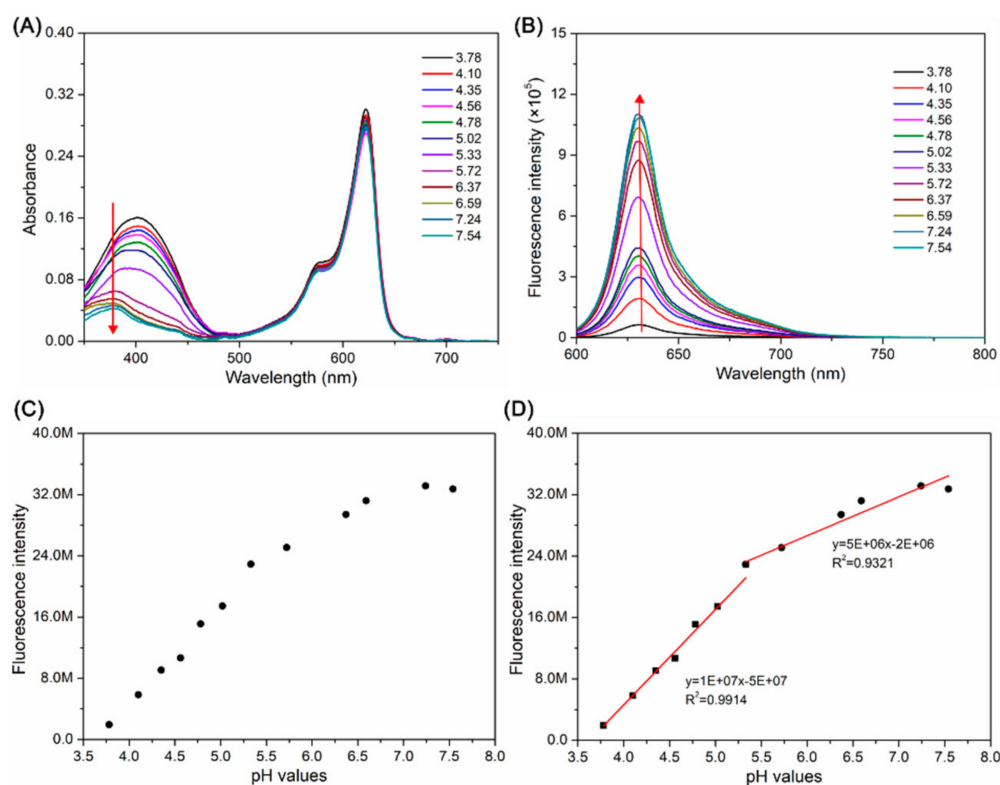 (A)
Absorbance
0.40
0.32
0.24
0.16
0.08
0.00
400
500
600
700
Wavelength (nm)
3.78
4.10
4.35
4.56
4.78
5.02
5.33
5.72
6.37
6.59
7.24
7.54
(B)
Fluorescence intensity (×10⁵)
15
12
9
6
3
0
600
650
700
750
800
Wavelength (nm)
3.78
4.10
4.35
4.56
4.78
5.02
5.33
5.72
6.37
6.59
7.24
7.54
(C)
Fluorescence intensity
40.0M
32.0M
24.0M
16.0M
8.0M
0.0
3.5
4.0
4.5
5.0
5.5
6.0
6.5
7.0
7.5
8.0
pH values
(D)
Fluorescence intensity
40.0M
32.0M
24.0M
16.0M
8.0M
0.0
y=5E+06x-2E+06
R²=0.9321
y=1E+07x-5E+07
R²=0.9914
3.5
4.0
4.5
5.0
5.5
6.0
6.5
7.0
7.5
8.0
pH values